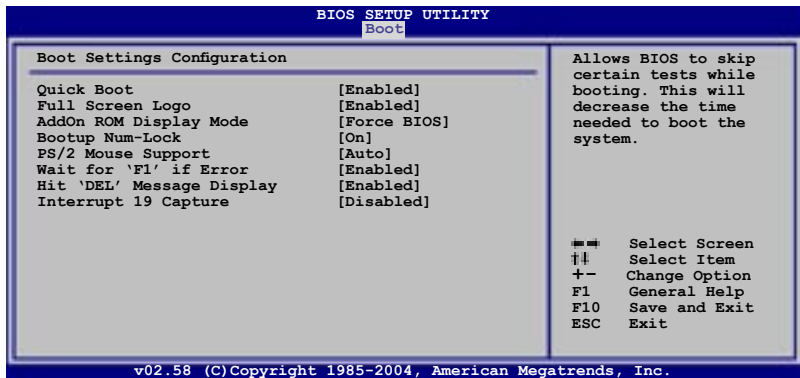 BIOS SETUP UTILITY
Boot
Boot Settings Configuration
Quick Boot [Enabled]
Full Screen Logo [Enabled]
AddOn ROM Display Mode [Force BIOS]
Bootup Num-Lock [On]
PS/2 Mouse Support [Auto]
Wait for ‘F1’ if Error [Enabled]
Hit ‘DEL’ Message Display [Enabled]
Interrupt 19 Capture [Disabled]
Allows BIOS to skip
certain tests while
booting. This will
decrease the time
needed to boot the
system.
←→ Select Screen
↑↓ Select Item
+- Change Option
F1 General Help
F10 Save and Exit
ESC Exit
v02.58 (C)Copyright 1985-2004, American Megatrends, Inc.